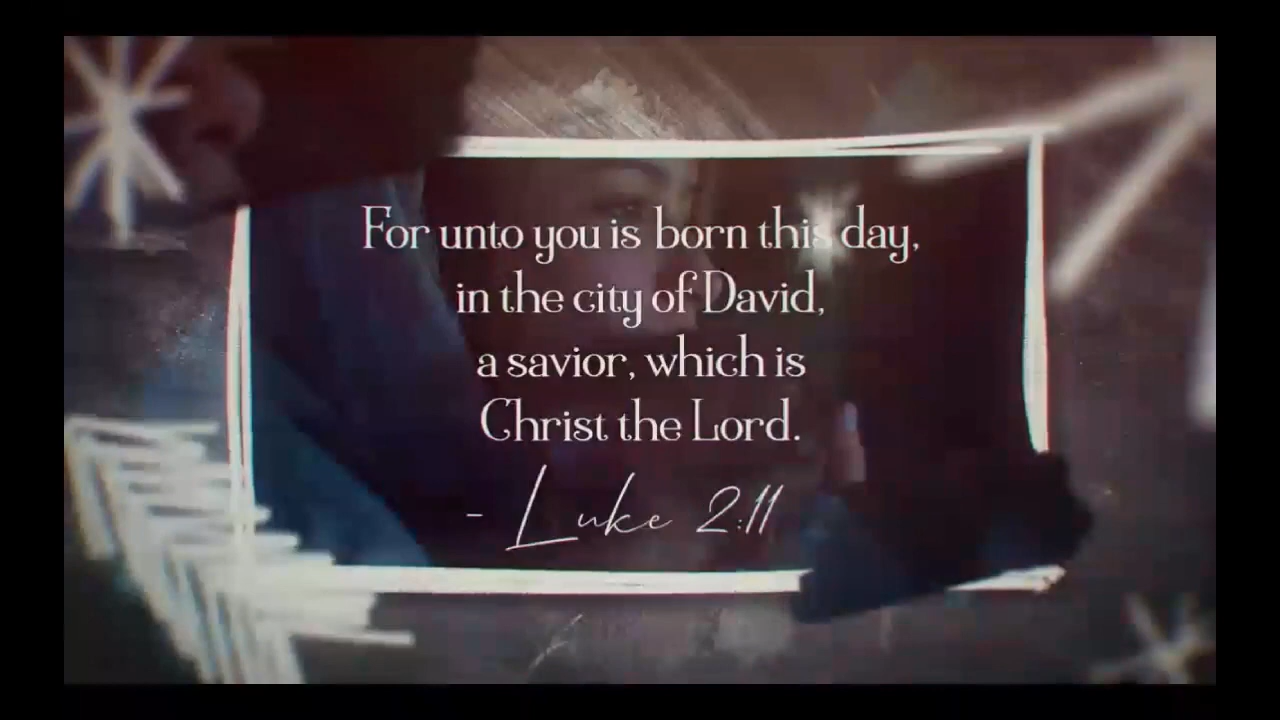 For unto you is born this day,
in the city of David,
a savior, which is
Christ the Lord.
- Luke 2:11